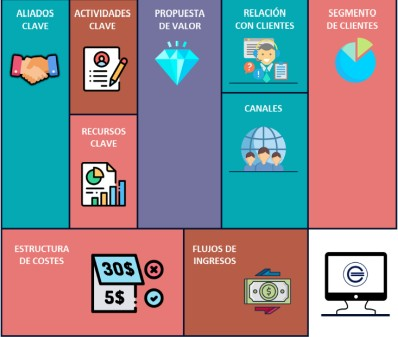 ALIADOS
CLAVE
ACTIVIDADES
CLAVE
PROPUESTA
DE VALOR
RELACIÓN
CON CLIENTES
SEGMENTO
DE CLIENTES
CANALES
RECURSOS
CLAVE
ESTRUCTURA
DE COSTES
30$
5$
FLUJOS DE
INGRESOS
$